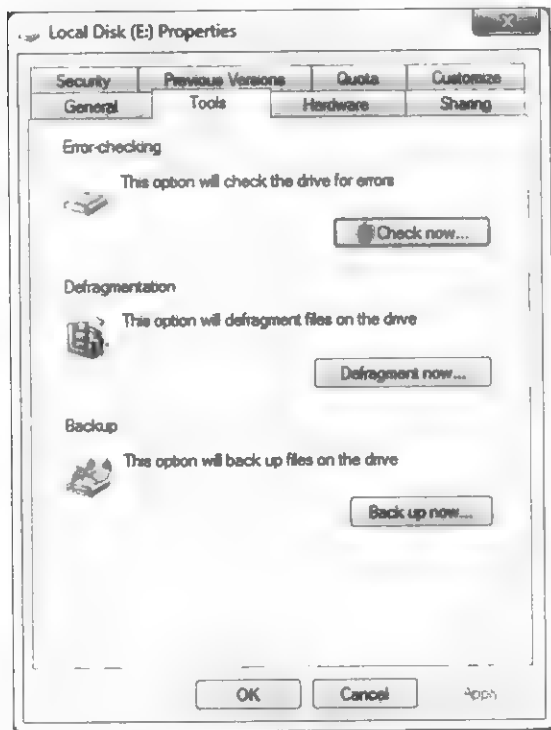 Local Disk (E:) Properties
Security Previous Versions Quota Customize
General Tools Hardware Sharing
Error-checking
This option will check the drive for errors
Check now...
Defragmentation
This option will defragment files on the drive
Defragment now...
Backup
This option will back up files on the drive
Back up now...
OK Cancel Apply